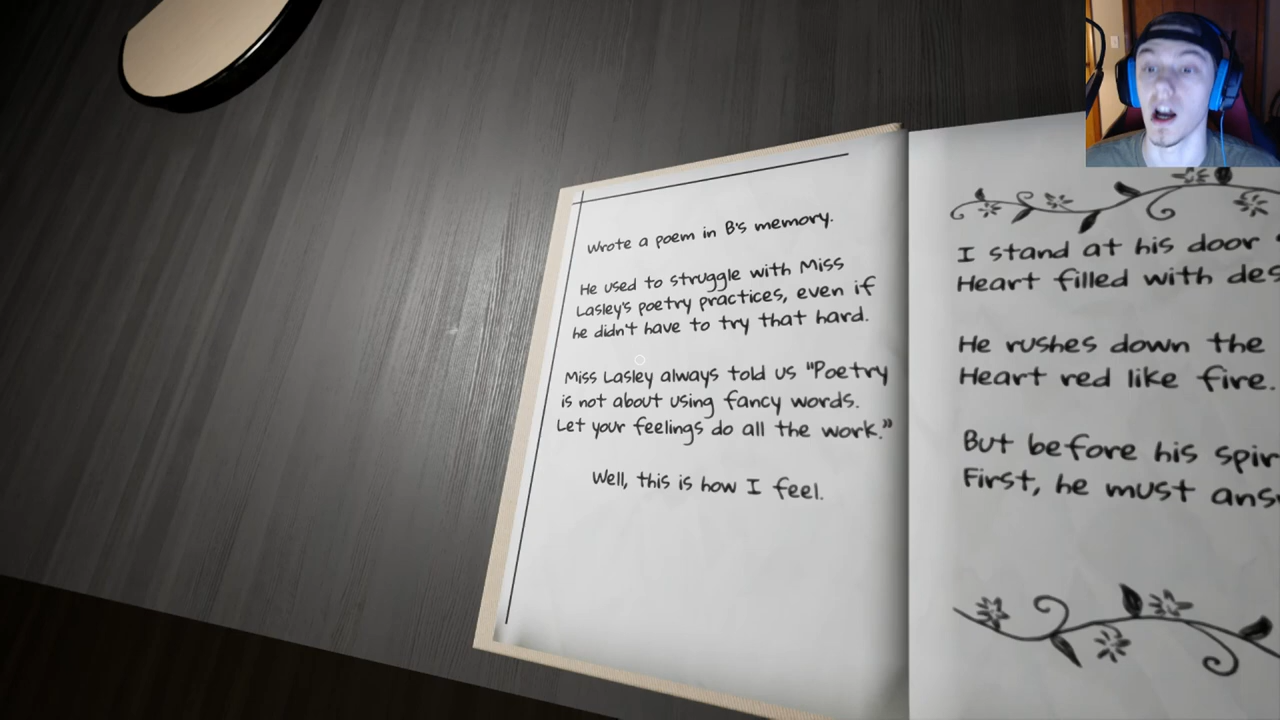 Wrote a poem in B's memory.
He used to struggle with Miss
Lasley's poetry practices, even if
he didn't have to try that hard.
Miss Lasley always told us "Poetry
is not about using fancy words.
Let your feelings do all the work."
Well, this is how I feel.
I stand at his door
Heart filled with
He rushes down the
Heart red like fire.
But before his
First, he must